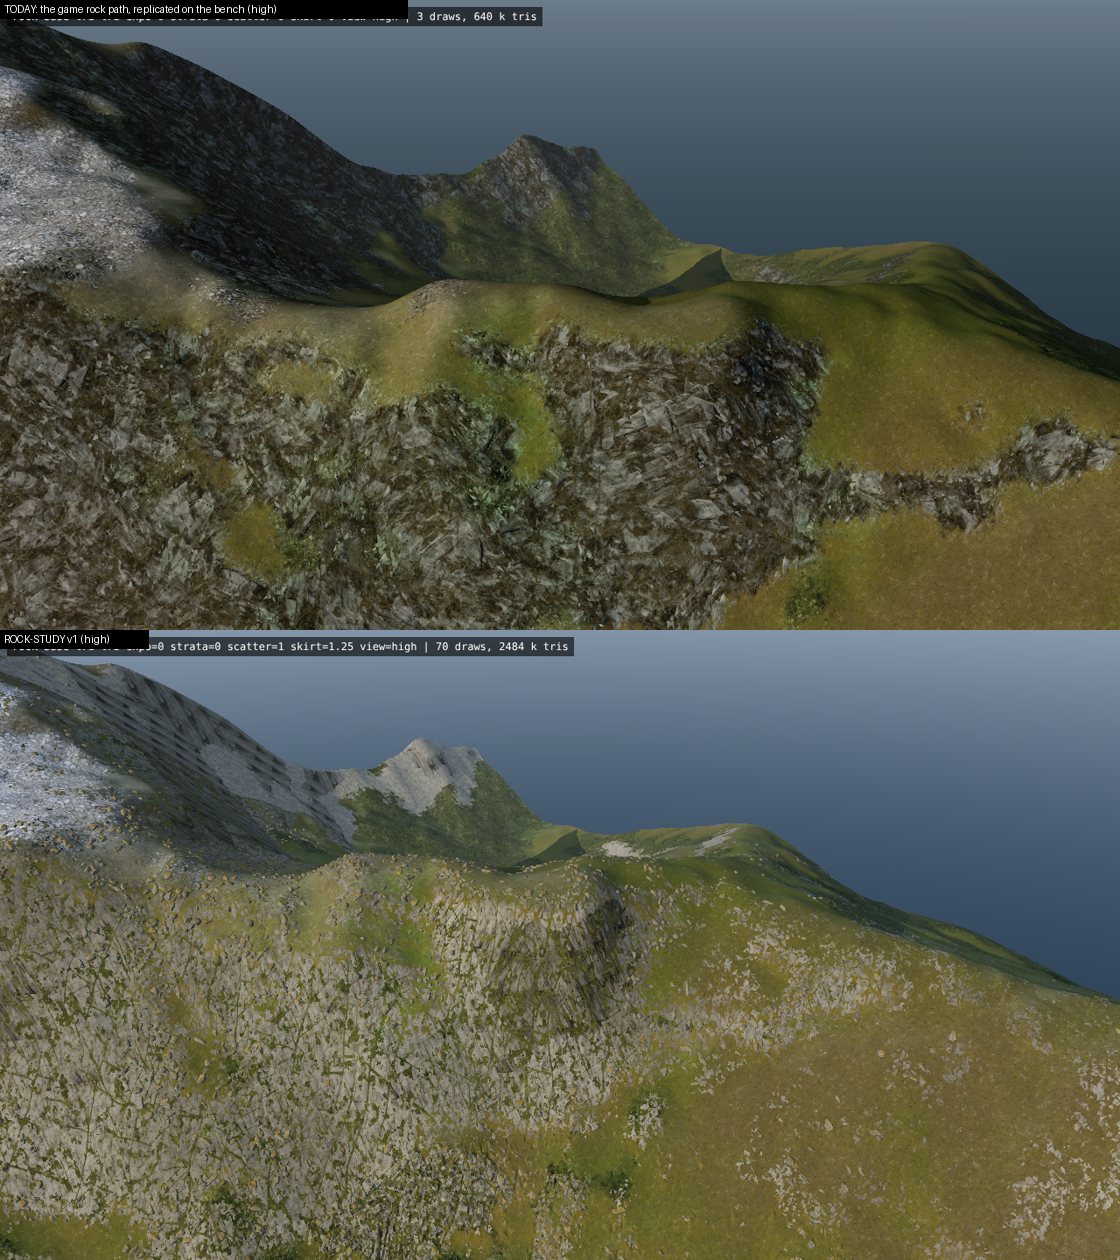 TODAY: the game rock path, replicated on the bench (high)
| 3 draws, 640 k tris
ROCK-STUDY v1 (high)
=0 strata=0 scatter=1 skirt=1.25 view=high | 70 draws, 2484 k tris